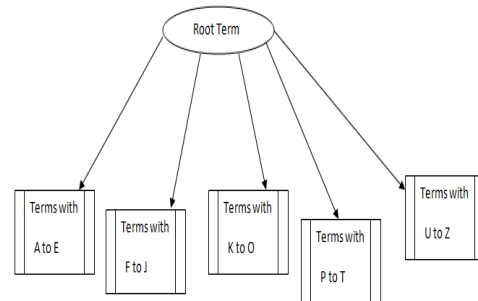 Root Term
Terms with
A to E
Terms with
F to J
Terms with
K to O
Terms with
P to T
Terms with
U to Z